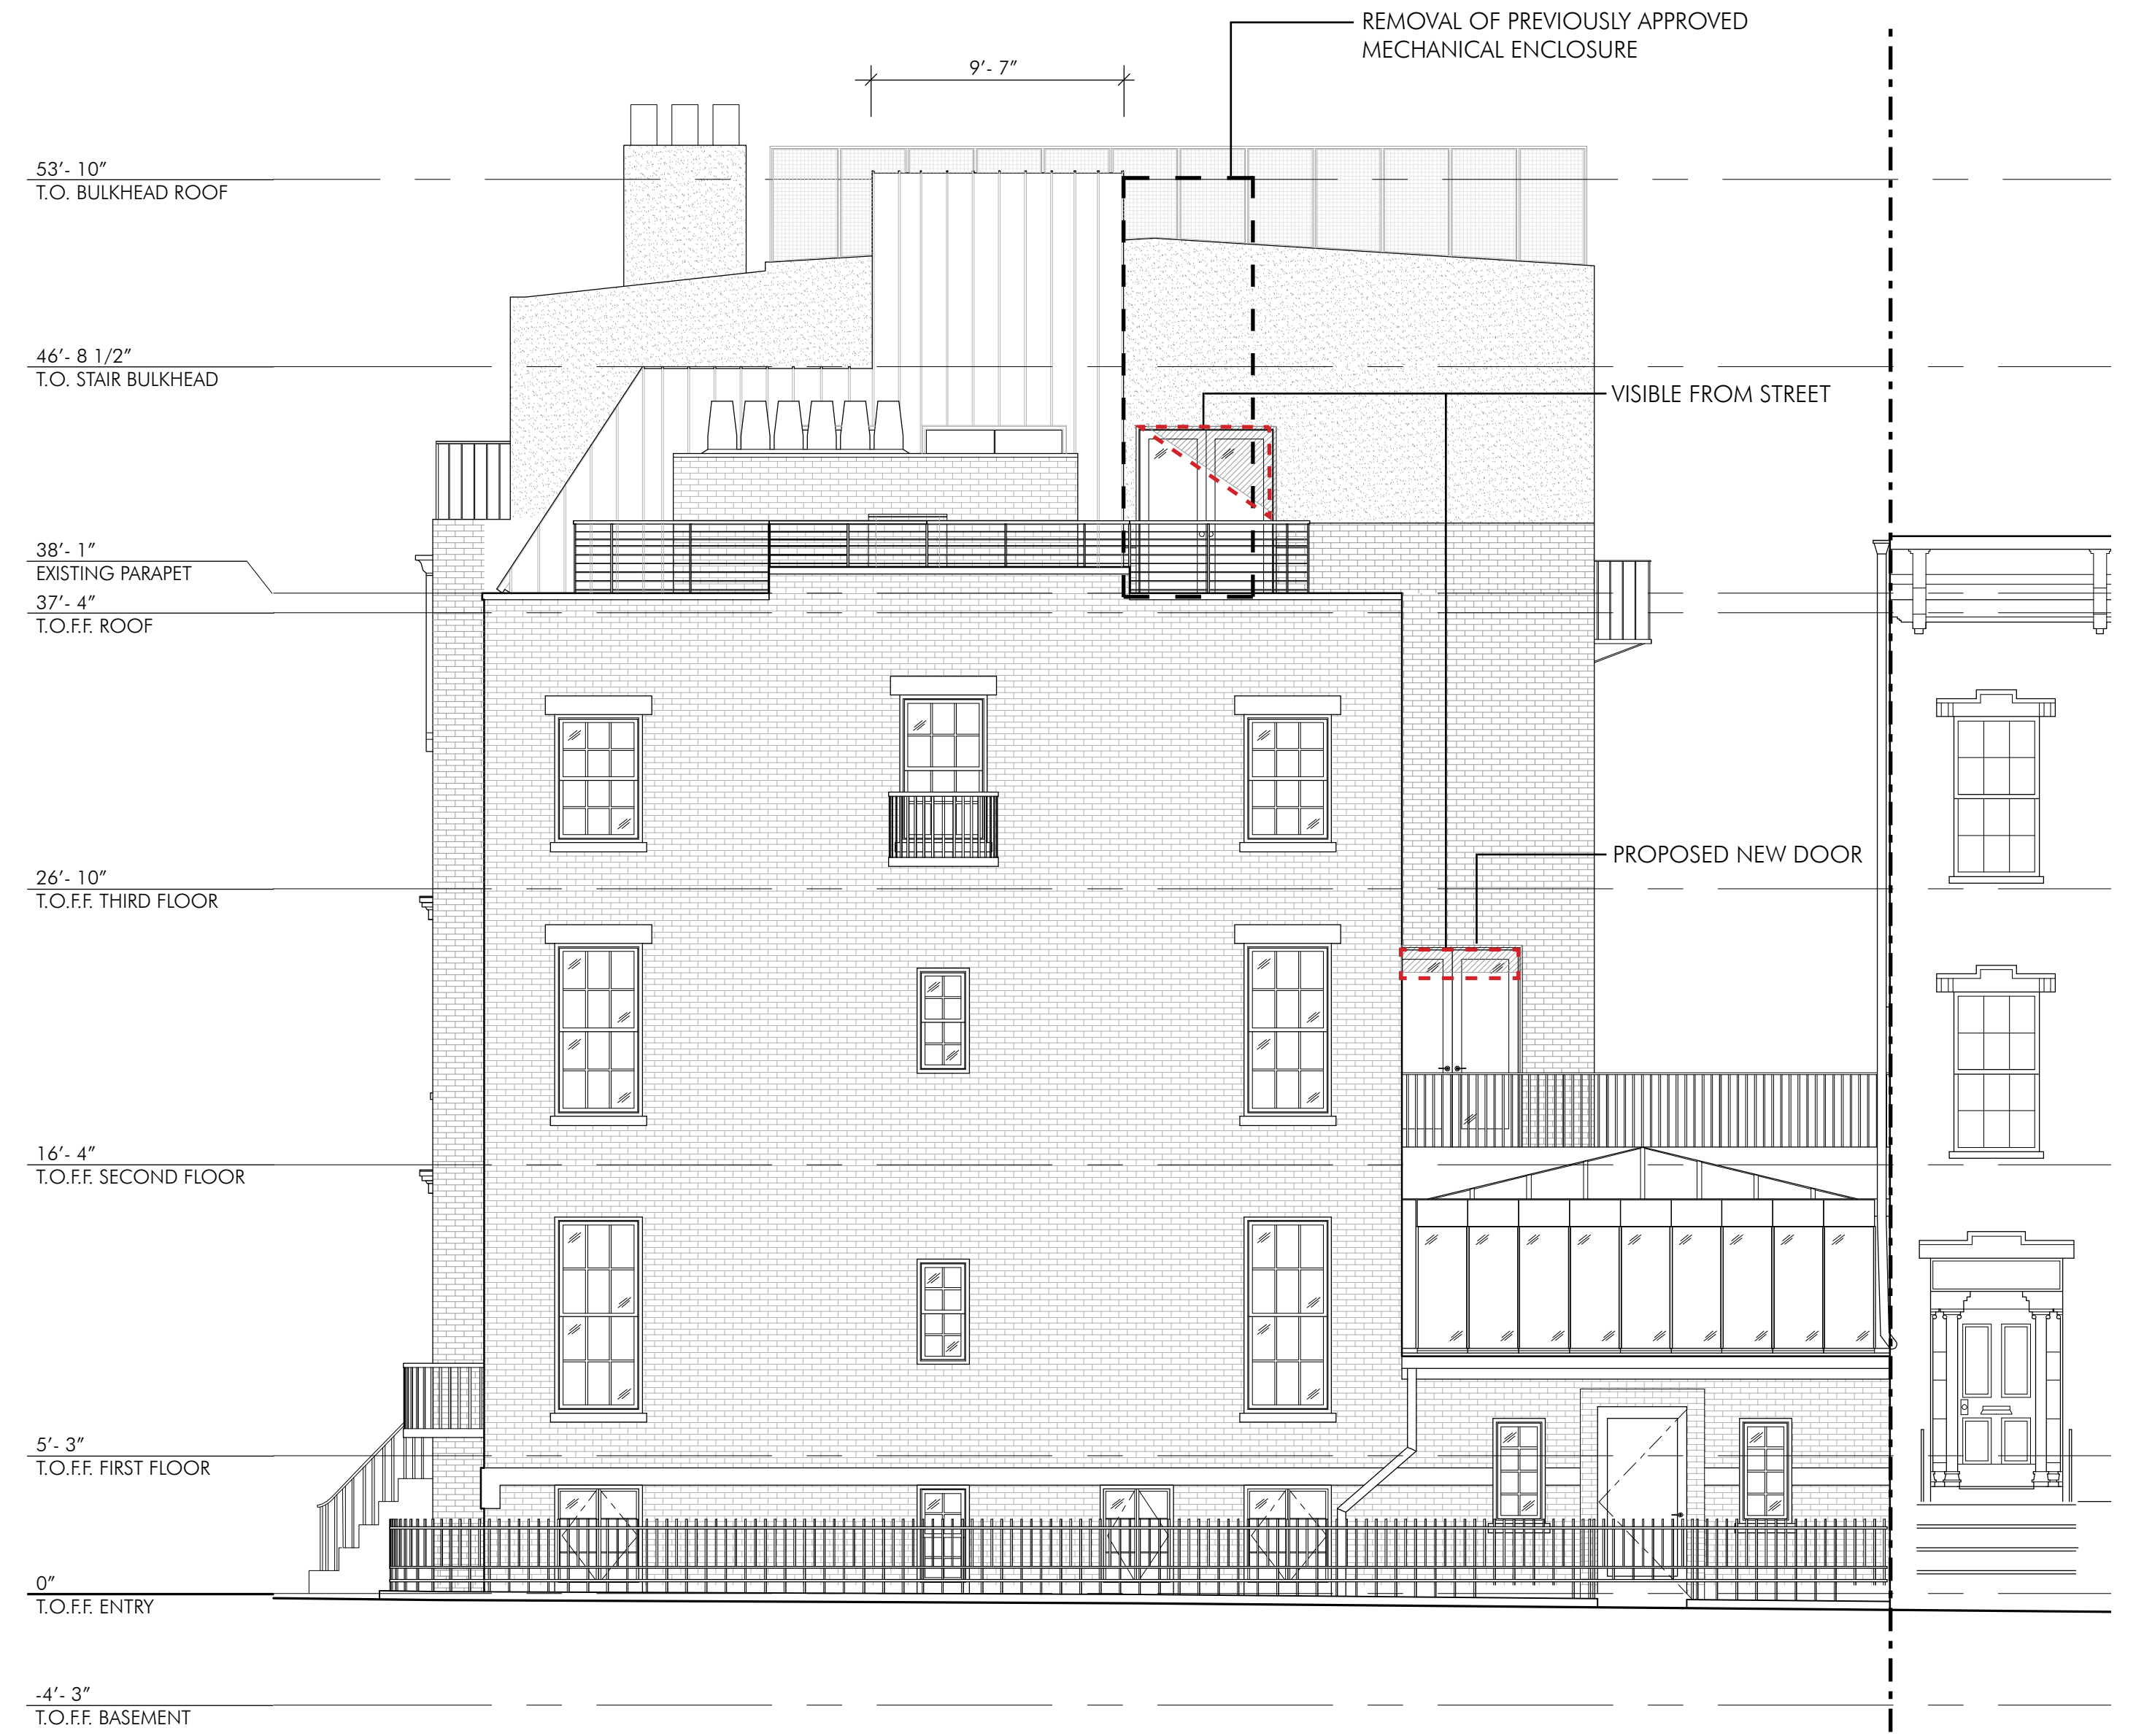 REMOVAL OF PREVIOUSLY APPROVED
MECHANICAL ENCLOSURE
9'- 7"
53'- 10"
T.O. BULKHEAD ROOF
46'- 8 1/2"
T.O. STAIR BULKHEAD
VISIBLE FROM STREET
38'- 1"
EXISTING PARAPET
37'- 4"
T.O.F.F. ROOF
PROPOSED NEW DOOR
26'- 10"
T.O.F.F. THIRD FLOOR
16'- 4"
T.O.F.F. SECOND FLOOR
5'- 3"
T.O.F.F. FIRST FLOOR
0"
T.O.F.F. ENTRY
-4'- 3"
T.O.F.F. BASEMENT